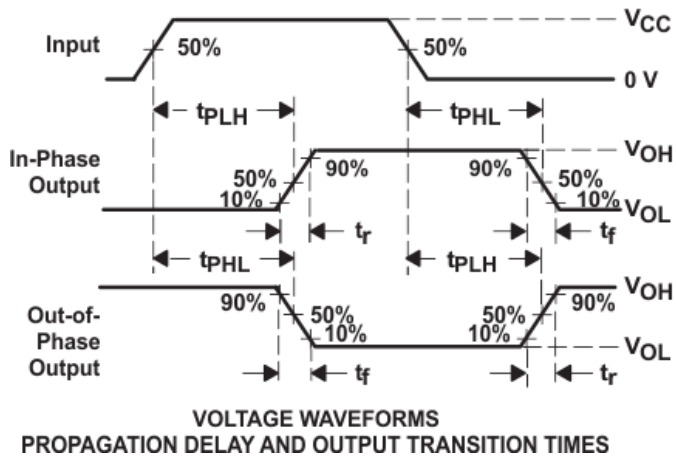 Input 50% 50% VCC
0 V
tPLH tPHL
In-Phase Output 50% 10% 90% 90% 50% 10% VOH
VOL
tr tf
tPHL tPLH
Out-of-Phase Output 90% 50% 10% 50% 10% 90% VOH
VOL
tf tr
VOLTAGE WAVEFORMS
PROPAGATION DELAY AND OUTPUT TRANSITION TIMES